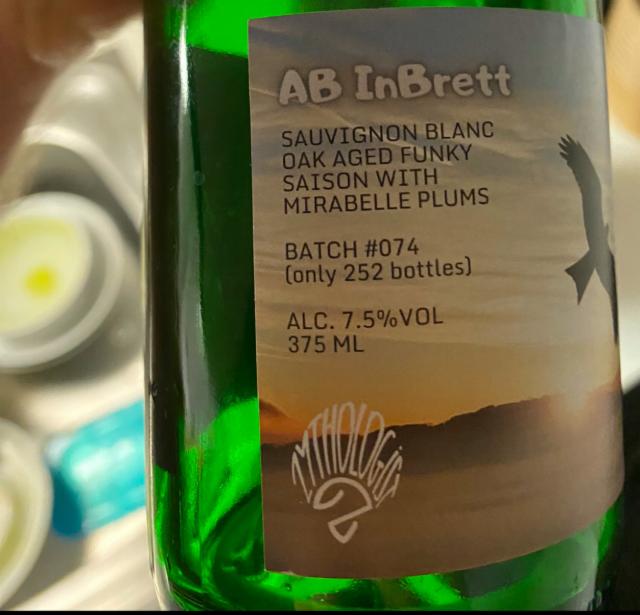 AB InBrett
SAUVIGNON BLANC
OAK AGED FUNKY
SAISON WITH
MIRABELLE PLUMS
BATCH #074
(only 252 bottles)
ALC. 7.5%VOL
375 ML